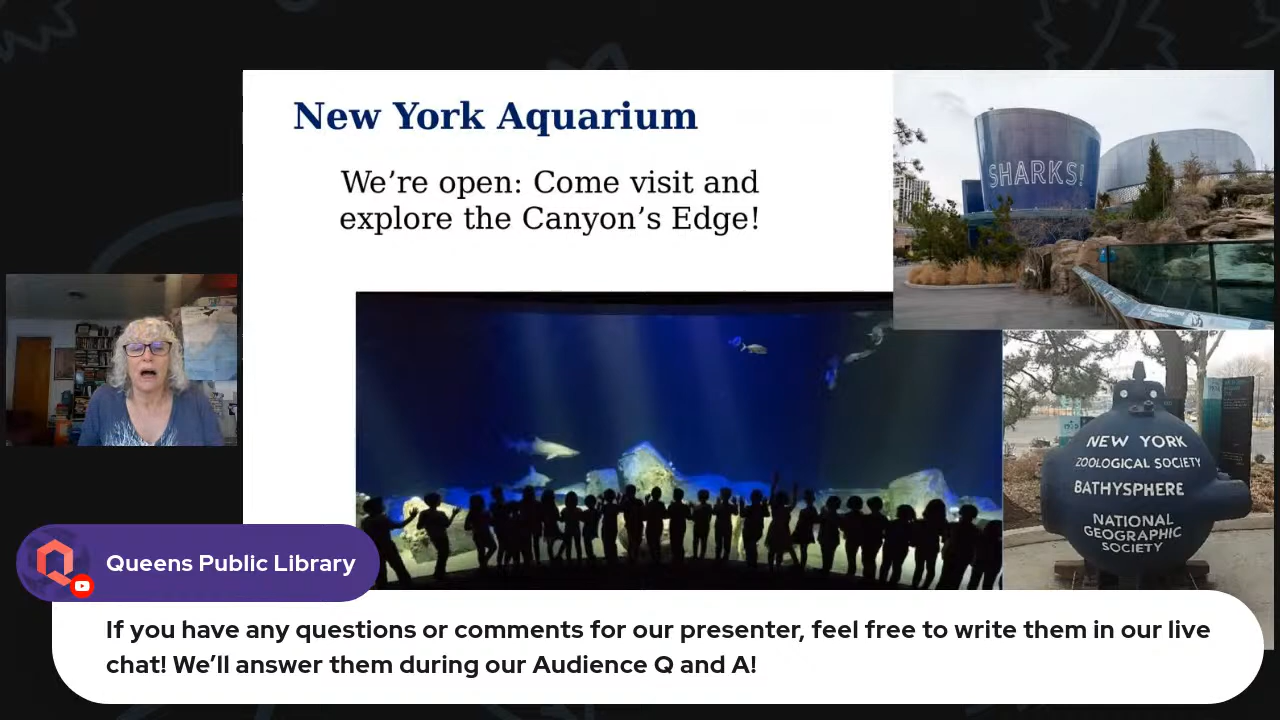 New York Aquarium
We’re open: Come visit and
explore the Canyon’s Edge!
SHARKS!
NEW YORK
ZOOLOGICAL SOCIETY
BATHYSPHERE
NATIONAL
GEOGRAPHIC
SOCIETY
Queens Public Library
If you have any questions or comments for our presenter, feel free to write them in our live
chat! We’ll answer them during our Audience Q and A!